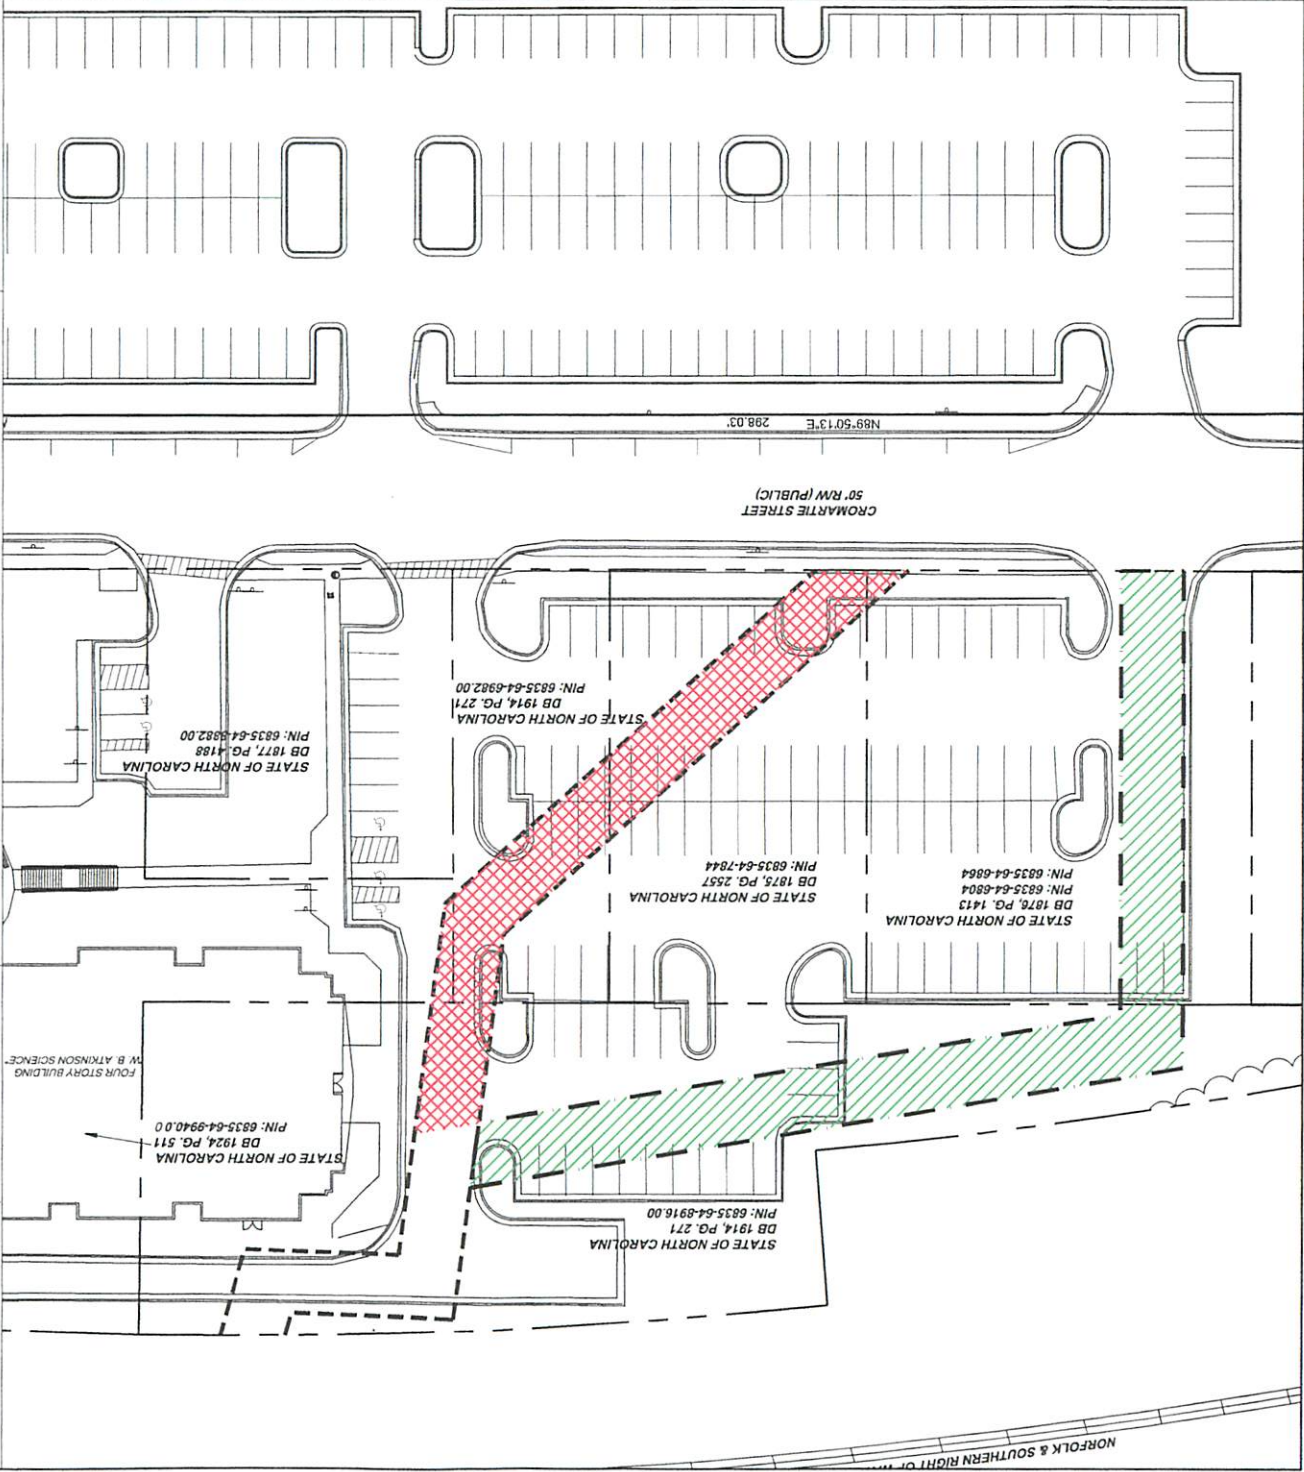 NORFOLK & SOUTHERN RIGHT OF
STATE OF NORTH CAROLINA
DB 1914, PG. 271
PIN: 6835-64-8916.00
STATE OF NORTH CAROLINA
DB 1924, PG. 511
PIN: 6835-64-9940.0 0
FOUR STORY BUILDING
"W. B. ATKINSON SCIENCE"
STATE OF NORTH CAROLINA
DB 1876, PG. 1413
PIN: 6835-64-6804
PIN: 6835-64-6864
STATE OF NORTH CAROLINA
DB 1875, PG. 2557
PIN: 6835-64-7844
STATE OF NORTH CAROLINA
DB 1877, PG. 4188
PIN: 6835-64-8882.00
STATE OF NORTH CAROLINA
DB 1914, PG. 271
PIN: 6835-64-6982.00
CROMARTIE STREET
50' R/W (PUBLIC)
N89°50'13"E 298.03'